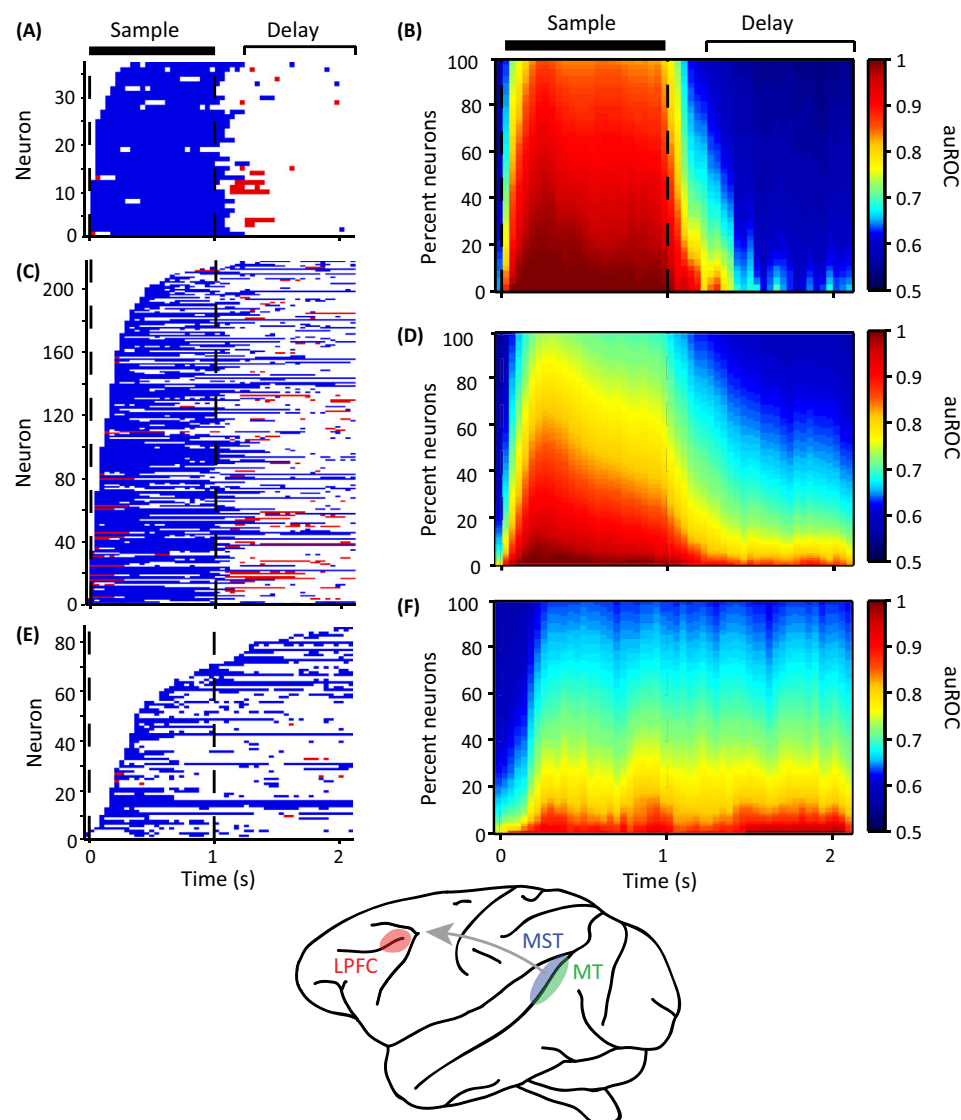 (A) Sample Delay
Neuron
30
20
10
0
(B) Sample Delay
Percent neurons
100
80
60
40
20
0
1
0.9
0.8
0.7
0.6
0.5
auROC
(C)
Neuron
200
160
120
80
40
0
(D)
Percent neurons
100
80
60
40
20
0
1
0.9
0.8
0.7
0.6
0.5
auROC
(E)
Neuron
80
60
40
20
0
0 1 2
Time (s)
(F)
Percent neurons
100
80
60
40
20
0
0 1 2
Time (s)
1
0.9
0.8
0.7
0.6
0.5
auROC
LPFC
MST
MT